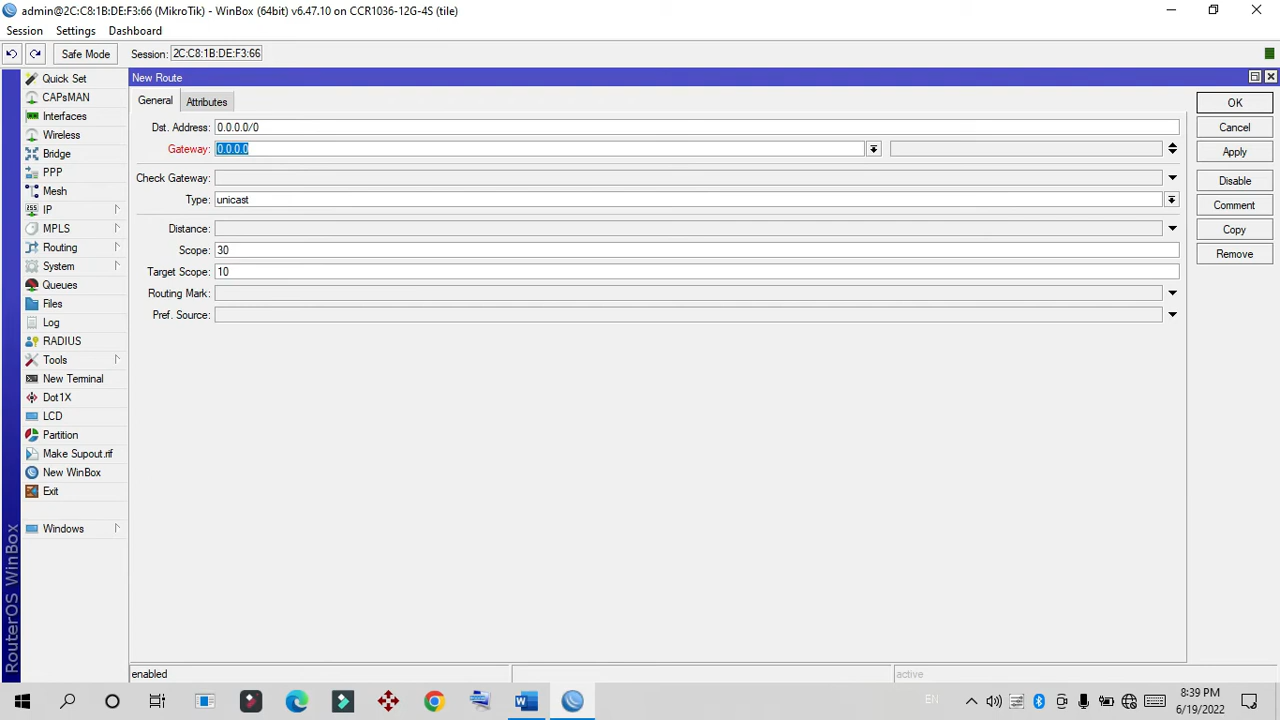 admin@2C:C8:1B:DE:F3:66 (MikroTik) - WinBox (64bit) v6.47.10 on CCR1036-12G-4S (tile)
Session Settings Dashboard
Safe Mode Session: 2C:C8:1B:DE:F3:66
Quick Set
CAPsMAN
Interfaces
Wireless
Bridge
PPP
Mesh
IP
MPLS
Routing
System
Queues
Files
Log
RADIUS
Tools
New Terminal
Dot1X
LCD
Partition
Make Supout.rif
New WinBox
Exit
Windows
RouterOS WinBox
New Route
General Attributes
Dst. Address: 0.0.0.0/0
Gateway: 0.0.0.0
Check Gateway:
Type: unicast
Distance:
Scope: 30
Target Scope: 10
Routing Mark:
Pref. Source:
OK
Cancel
Apply
Disable
Comment
Copy
Remove
enabled active
EN
8:39 PM
6/19/2022